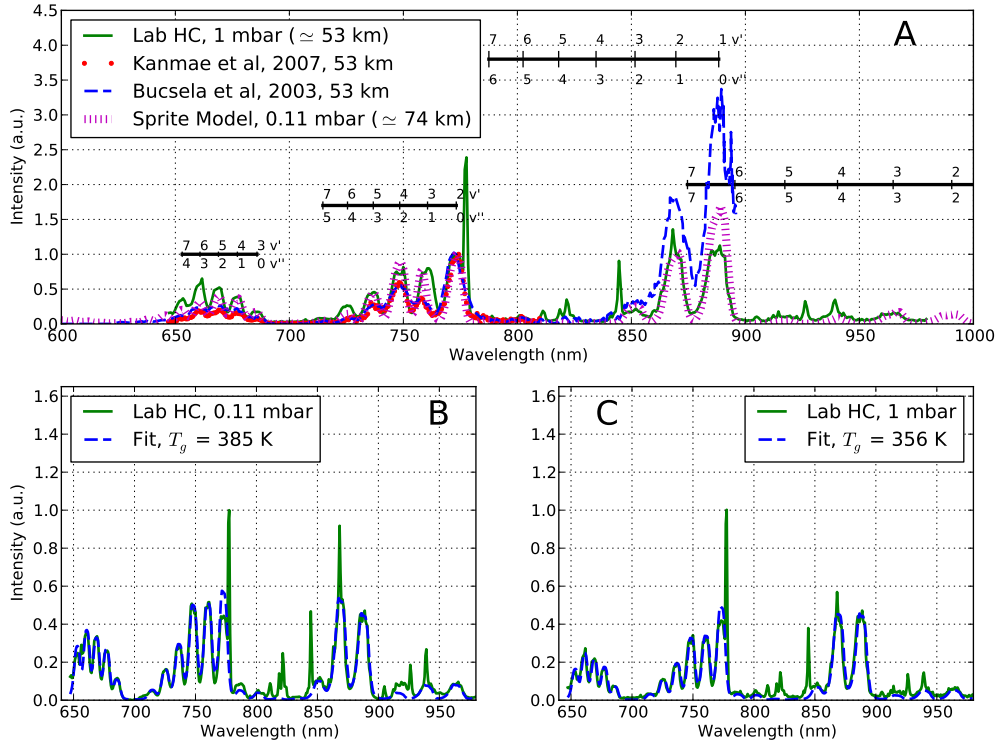 A
Lab HC, 1 mbar (≃ 53 km)
Kanmae et al, 2007, 53 km
Bucsela et al, 2003, 53 km
Sprite Model, 0.11 mbar (≃ 74 km)
7 6 5 4 3 2 1 v'
6 5 4 3 2 1 0 v''
7 6 5 4 3 2
7 6 5 4 3 2
7 6 5 4 3 2 v'
5 4 3 2 1 0 v''
7 6 5 4 3 v'
4 3 2 1 0 v''
Intensity (a.u.)
4.5
4.0
3.5
3.0
2.5
2.0
1.5
1.0
0.5
0.0
600 650 700 750 800 850 900 950 1000
Wavelength (nm)
B
Lab HC, 0.11 mbar
Fit, Tg = 385 K
Intensity (a.u.)
1.6
1.4
1.2
1.0
0.8
0.6
0.4
0.2
0.0
650 700 750 800 850 900 950
Wavelength (nm)
C
Lab HC, 1 mbar
Fit, Tg = 356 K
1.6
1.4
1.2
1.0
0.8
0.6
0.4
0.2
0.0
650 700 750 800 850 900 950
Wavelength (nm)